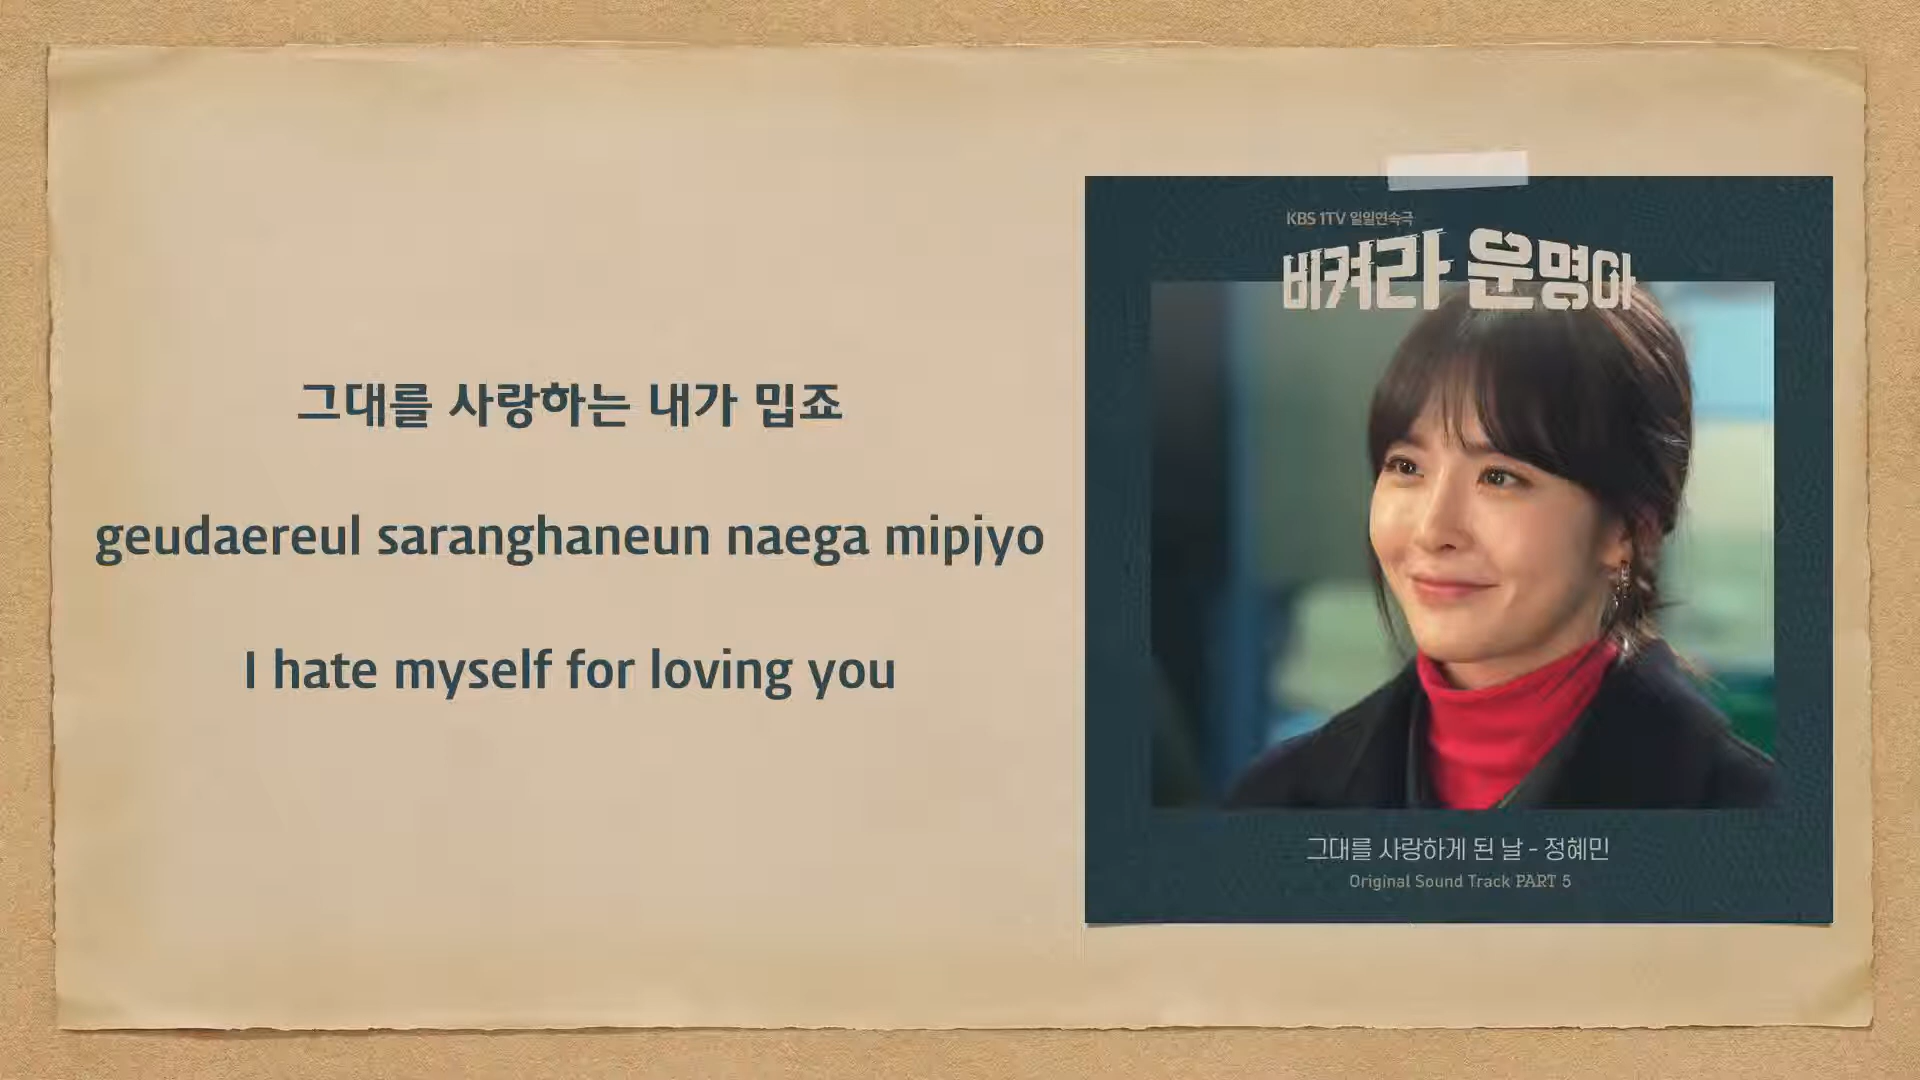 그대를 사랑하는 내가 밉죠
geudaereul saranghaneun naega mipjyo
I hate myself for loving you
KBS 1TV 일일연속극
비켜라 운명아
그대를 사랑하게 된 날 - 정혜민
Original Sound Track PART 5